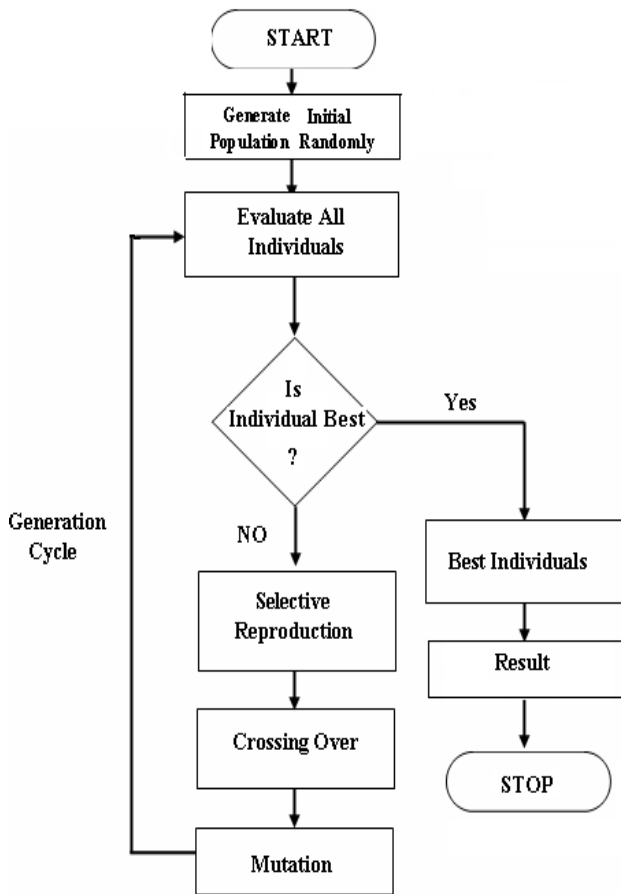 START
Generate Initial
Population Randomly
Evaluate All
Individuals
Is
Individual Best
?
Yes
NO
Generation
Cycle
Selective
Reproduction
Crossing Over
Mutation
Best Individuals
Result
STOP